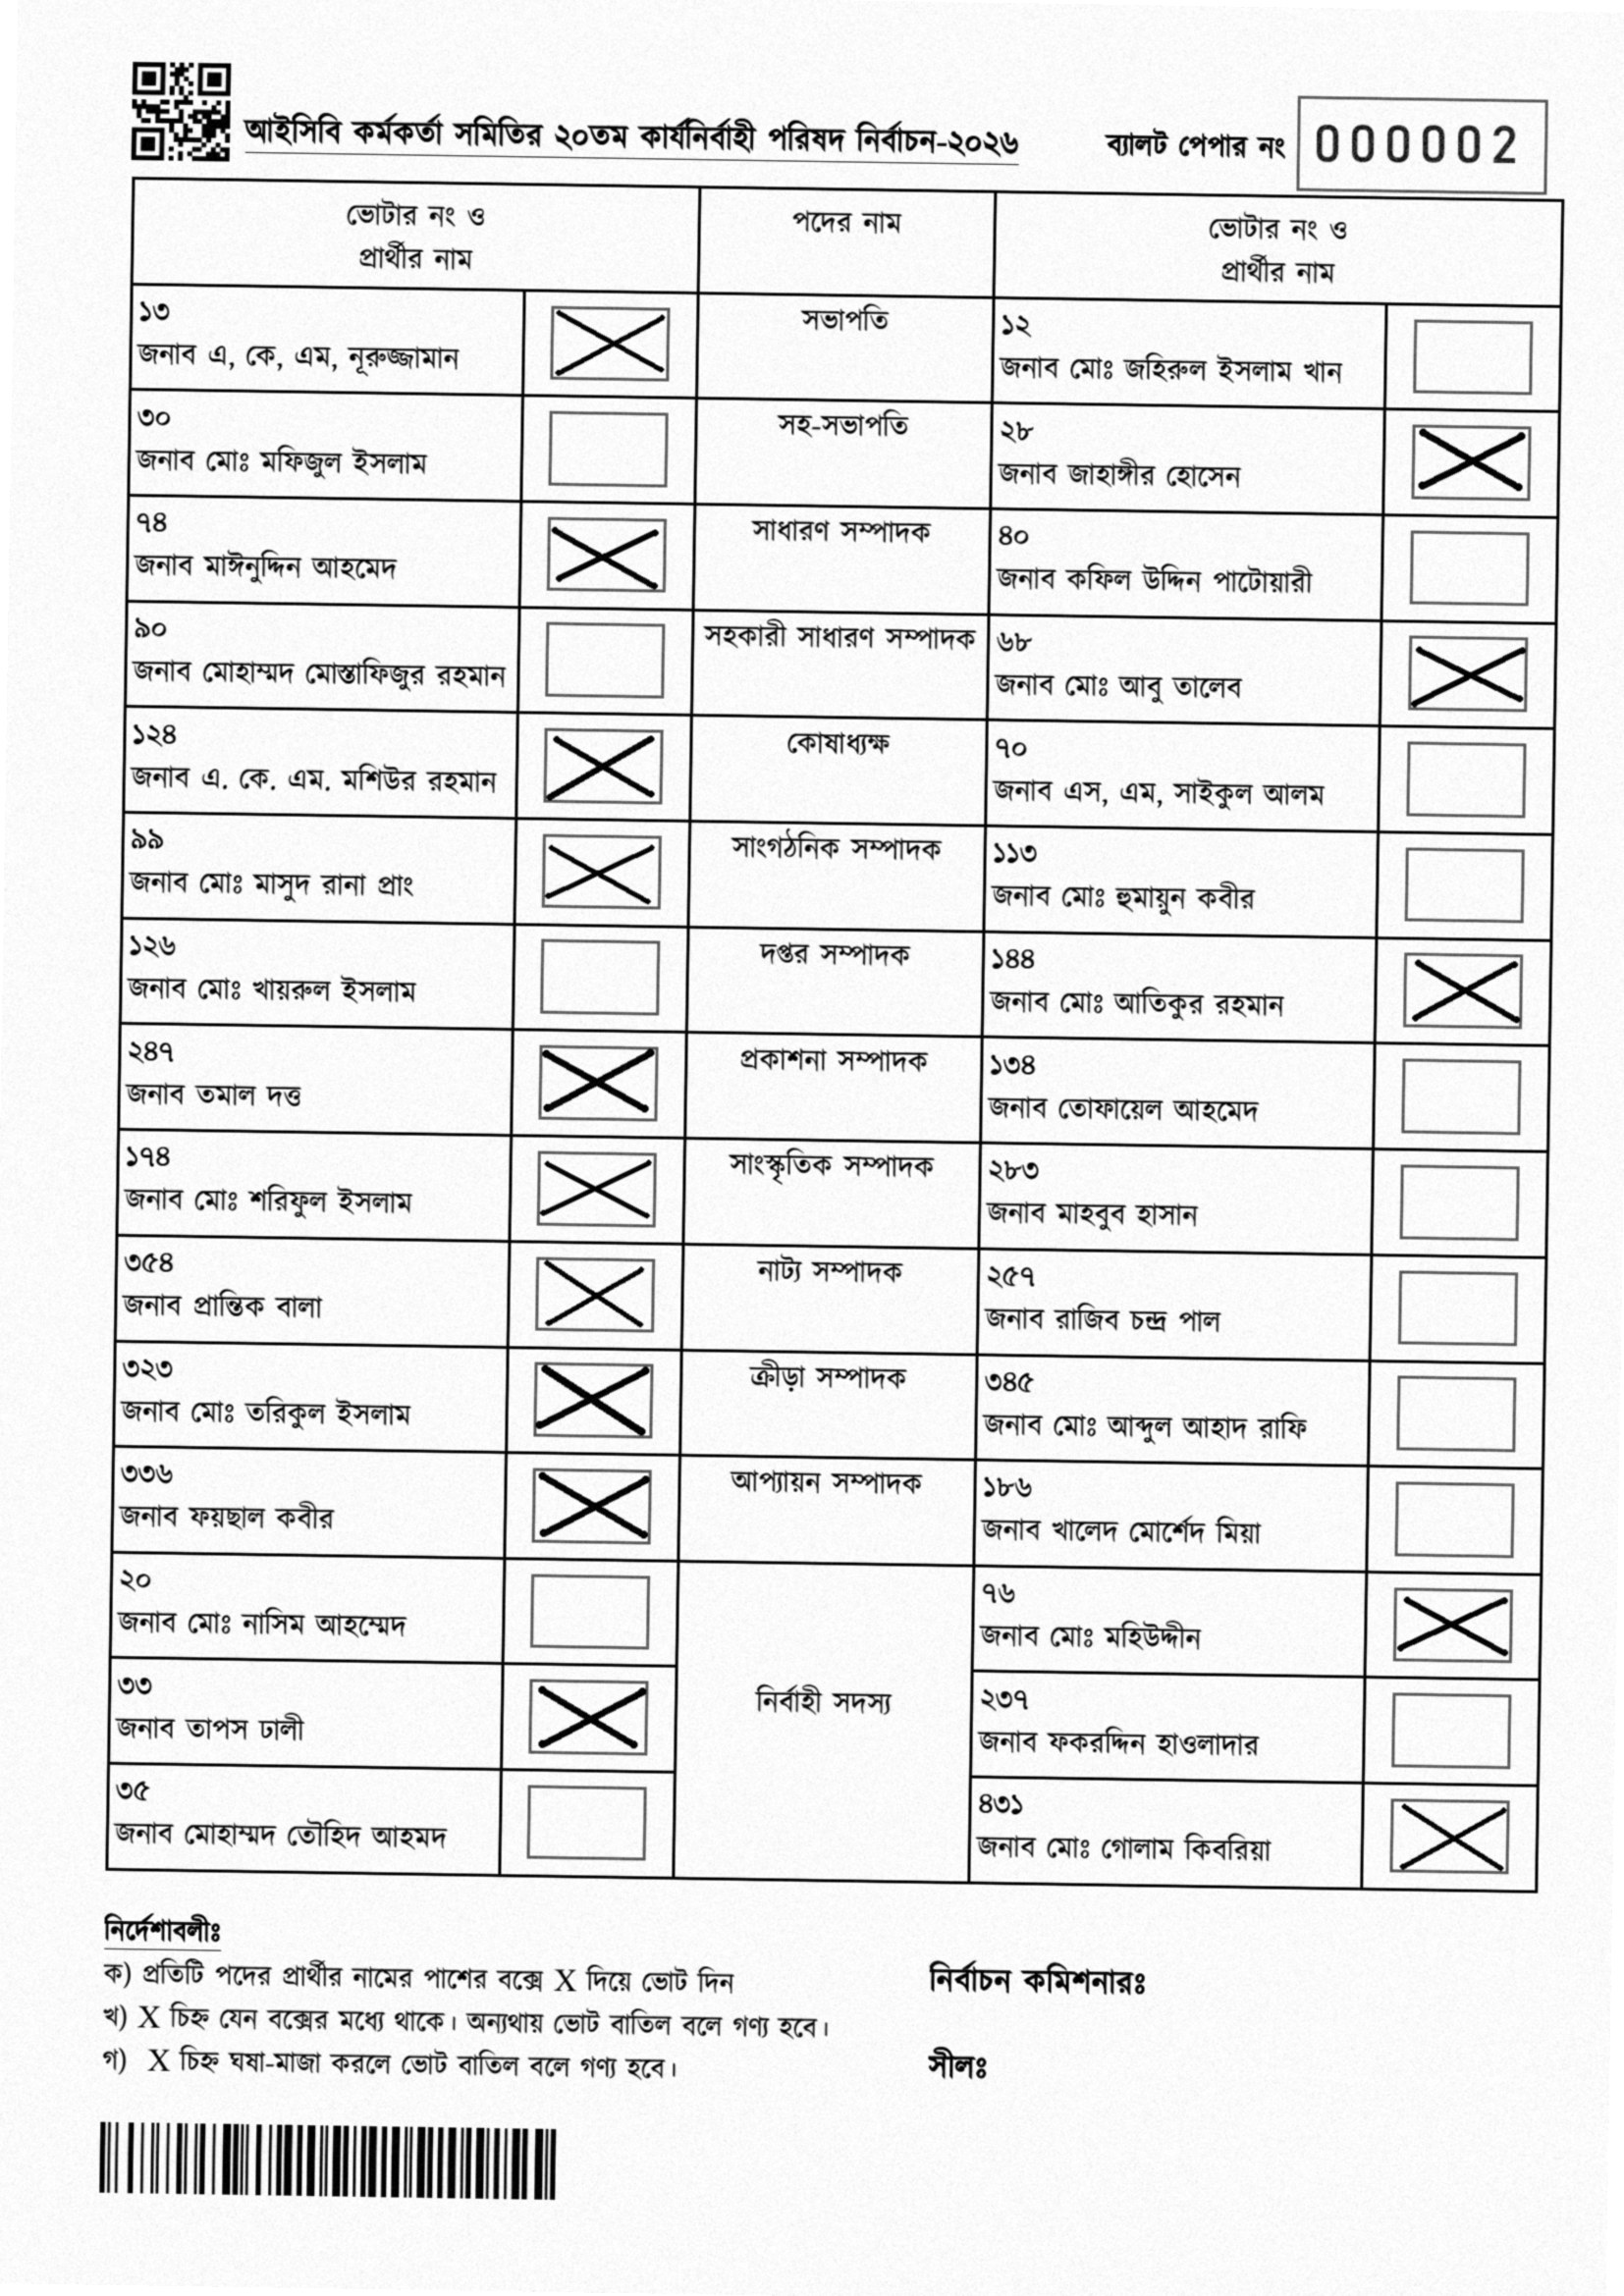 আইসিবি কর্মকর্তা সমিতির ২০তম কার্যনির্বাহী পরিষদ নির্বাচন-২০২৬
ব্যালট পেপার নং 000002
ভোটার নং ও
প্রার্থীর নাম
পদের নাম
ভোটার নং ও
প্রার্থীর নাম
১৩
জনাব এ, কে, এম, নূরুজ্জামান
সভাপতি
১২
জনাব মোঃ জহিরুল ইসলাম খান
৩০
জনাব মোঃ মফিজুল ইসলাম
সহ-সভাপতি
২৮
জনাব জাহাঙ্গীর হোসেন
৭৪
জনাব মাঈনুদ্দিন আহমেদ
সাধারণ সম্পাদক
৪০
জনাব কফিল উদ্দিন পাটোয়ারী
৯০
জনাব মোহাম্মদ মোস্তাফিজুর রহমান
সহকারী সাধারণ সম্পাদক
৬৮
জনাব মোঃ আবু তালেব
১২৪
জনাব এ. কে. এম. মশিউর রহমান
কোষাধ্যক্ষ
৭০
জনাব এস, এম, সাইকুল আলম
৯৯
জনাব মোঃ মাসুদ রানা প্রাং
সাংগঠনিক সম্পাদক
১১৩
জনাব মোঃ হুমায়ুন কবীর
১২৬
জনাব মোঃ খায়রুল ইসলাম
দপ্তর সম্পাদক
১৪৪
জনাব মোঃ আতিকুর রহমান
২৪৭
জনাব তমাল দত্ত
প্রকাশনা সম্পাদক
১৩৪
জনাব তোফায়েল আহমেদ
১৭৪
জনাব মোঃ শরিফুল ইসলাম
সাংস্কৃতিক সম্পাদক
২৮৩
জনাব মাহবুব হাসান
৩৫৪
জনাব প্রান্তিক বালা
নাট্য সম্পাদক
২৫৭
জনাব রাজিব চন্দ্র পাল
৩২৩
জনাব মোঃ তরিকুল ইসলাম
ক্রীড়া সম্পাদক
৩৪৫
জনাব মোঃ আব্দুল আহাদ রাফি
৩৩৬
জনাব ফয়ছাল কবীর
আপ্যায়ন সম্পাদক
১৮৬
জনাব খালেদ মোর্শেদ মিয়া
২০
জনাব মোঃ নাসিম আহম্মেদ
৭৬
জনাব মোঃ মহিউদ্দীন
৩৩
জনাব তাপস ঢালী
নির্বাহী সদস্য
২৩৭
জনাব ফকরদ্দিন হাওলাদার
৩৫
জনাব মোহাম্মদ তৌহিদ আহমদ
৪৩১
জনাব মোঃ গোলাম কিবরিয়া
নির্দেশাবলীঃ
ক) প্রতিটি পদের প্রার্থীর নামের পাশের বক্সে X দিয়ে ভোট দিন
খ) X চিহ্ন যেন বক্সের মধ্যে থাকে। অন্যথায় ভোট বাতিল বলে গণ্য হবে।
গ) X চিহ্ন ঘষা-মাজা করলে ভোট বাতিল বলে গণ্য হবে।
নির্বাচন কমিশনারঃ
সীলঃ